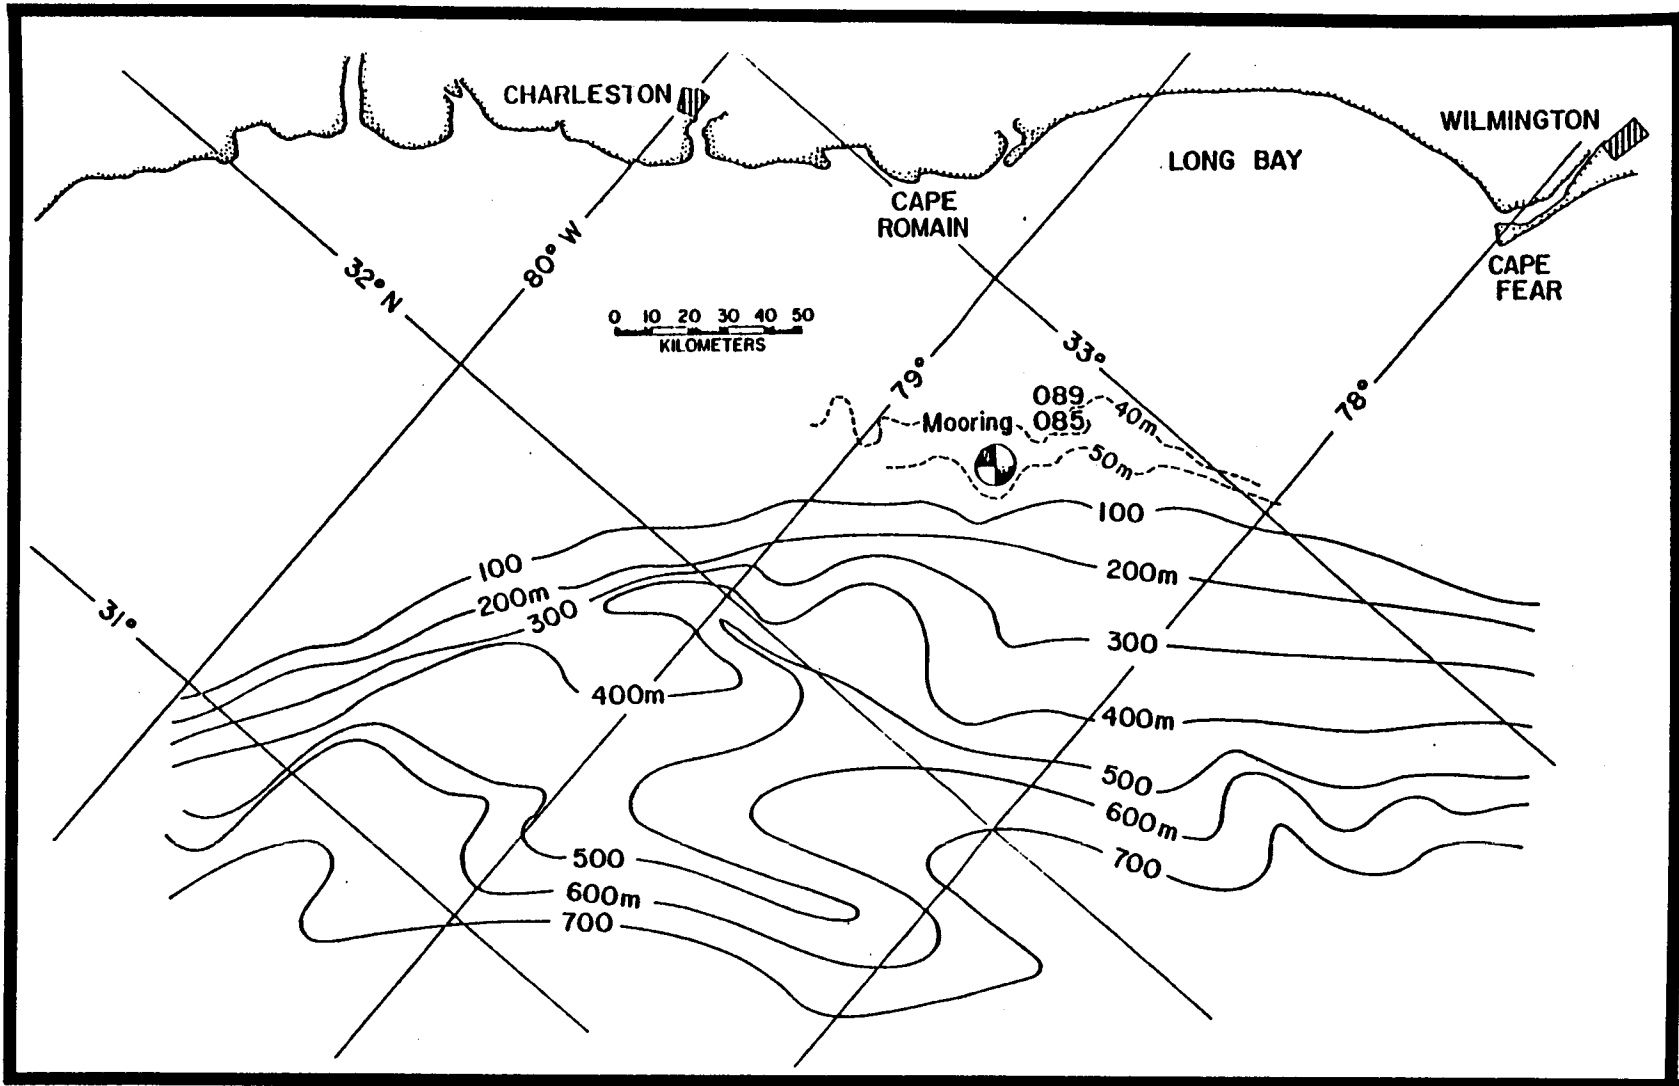 CHARLESTON
WILMINGTON
LONG BAY
CAPE
ROMAIN
CAPE
FEAR
32° N
80° W
0 10 20 30 40 50
KILOMETERS
33°
79°
78°
089
Mooring 085
40m
50m
100
100
200m
200m
300
31°
300
400m
400m
500
600m
500
700
600m
700